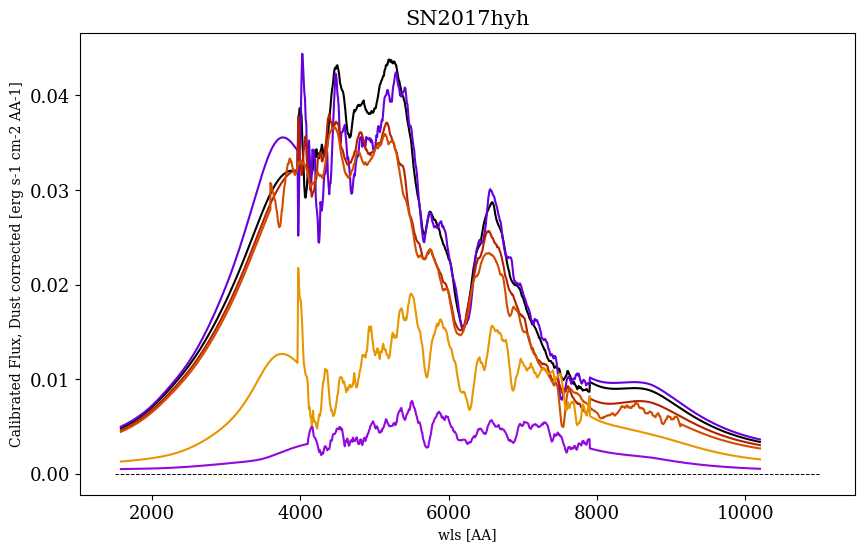 SN2017hyh
Calibrated Flux, Dust corrected [erg s-1 cm-2 AA-1]
0.04
0.03
0.02
0.01
0.00
2000 4000 6000 8000 10000
wls [AA]